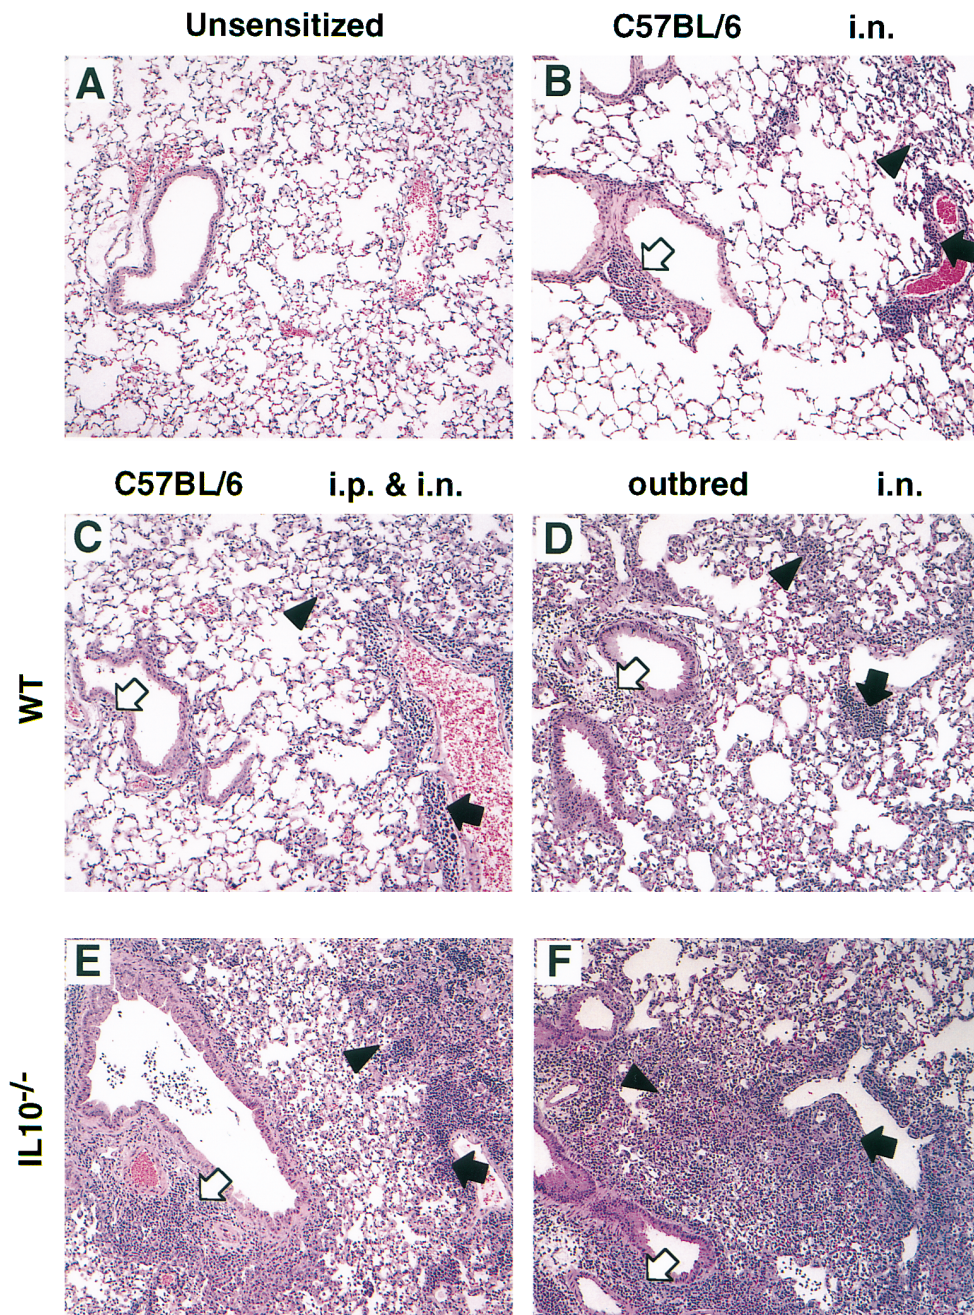 Unsensitized C57BL/6 i.n.
A B
C57BL/6 i.p. & i.n. outbred i.n.
C D
WT
E F
IL10-/-